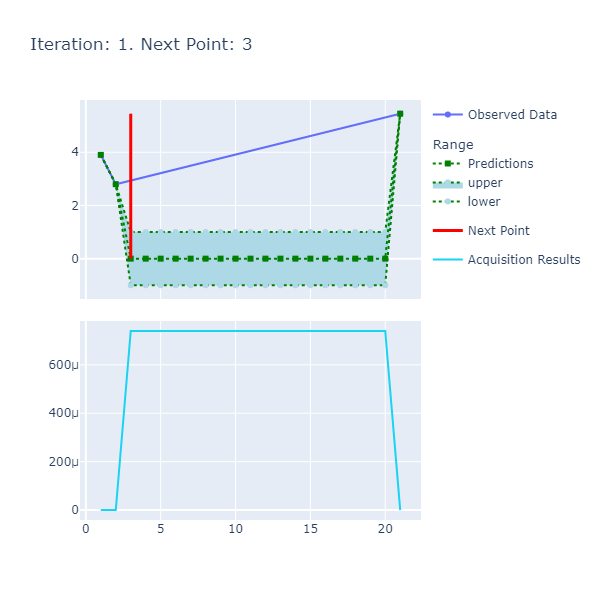 Iteration: 1. Next Point: 3
Observed Data
Range
Predictions
upper
lower
Next Point
Acquisition Results
4
2
0
600μ
400μ
200μ
0
0
5
10
15
20